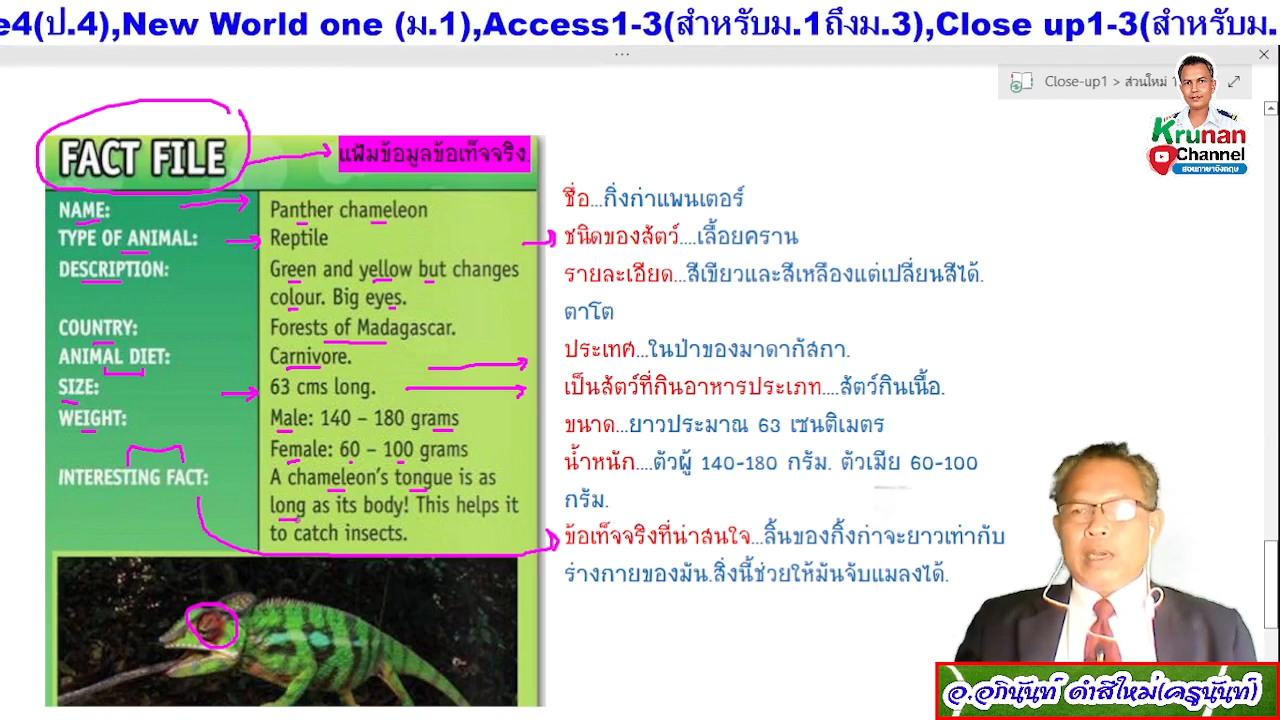 e4(ป.4),New World one (ม.1),Access1-3(สำหรับม.1ถึงม.3),Close up1-3(สำหรับม.
Close-up1 > ส่วนใหม่ 1
Krunan
Channel
สอนภาษาอังกฤษ
FACT FILE
แฟ้มข้อมูลข้อเท็จจริง.
NAME: Panther chameleon
TYPE OF ANIMAL: Reptile
DESCRIPTION: Green and yellow but changes
colour. Big eyes.
COUNTRY: Forests of Madagascar.
ANIMAL DIET: Carnivore.
SIZE: 63 cms long.
WEIGHT: Male: 140 – 180 grams
Female: 60 – 100 grams
INTERESTING FACT: A chameleon's tongue is as
long as its body! This helps it
to catch insects.
ชื่อ...กิ่งก่าแพนเตอร์
ชนิดของสัตว์....เลื้อยคราน
รายละเอียด...สีเขียวและสีเหลืองแต่เปลี่ยนสีได้.
ตาโต
ประเทศ...ในป่าของมาดากัสกา.
เป็นสัตว์ที่กินอาหารประเภท....สัตว์กินเนื้อ.
ขนาด...ยาวประมาณ 63 เซนติเมตร
น้ำหนัก....ตัวผู้ 140-180 กรัม. ตัวเมีย 60-100
กรัม.
ข้อเท็จจริงที่น่าสนใจ...ลิ้นของกิ้งก่าจะยาวเท่ากับ
ร่างกายของมัน.สิ่งนี้ช่วยให้มันจับแมลงได้.
อ.อภินันท์ ดำสีใหม่(ครูนันท์)